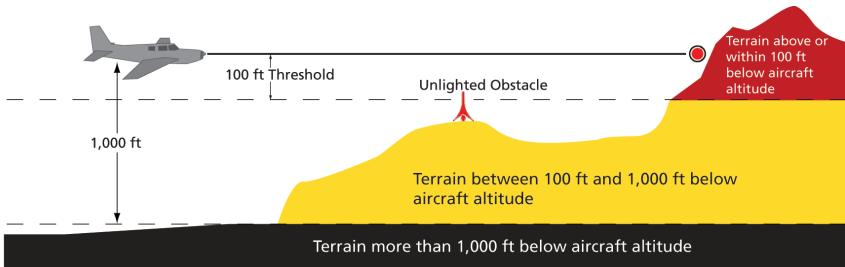 Terrain above or
within 100 ft
below aircraft
altitude
100 ft Threshold
Unlighted Obstacle
1,000 ft
Terrain between 100 ft and 1,000 ft below
aircraft altitude
Terrain more than 1,000 ft below aircraft altitude